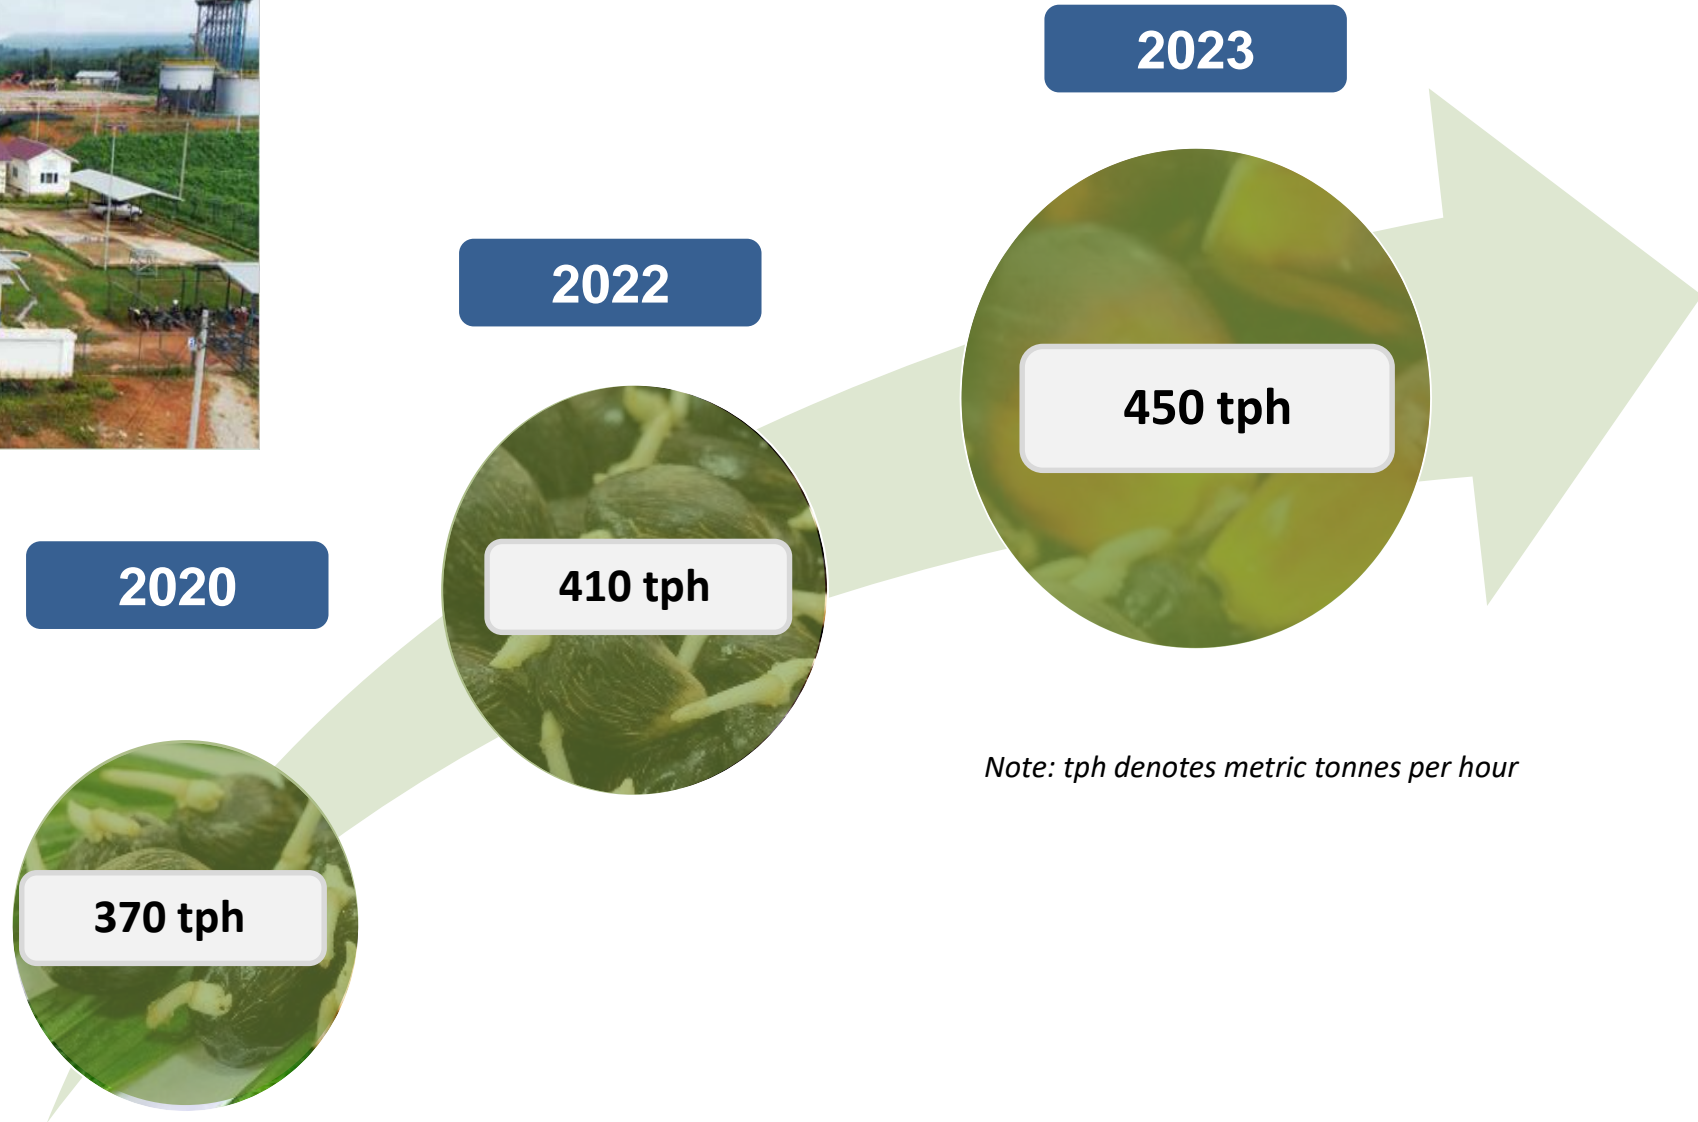 2023
2022
450 tph
2020
410 tph
Note: tph denotes metric tonnes per hour
370 tph